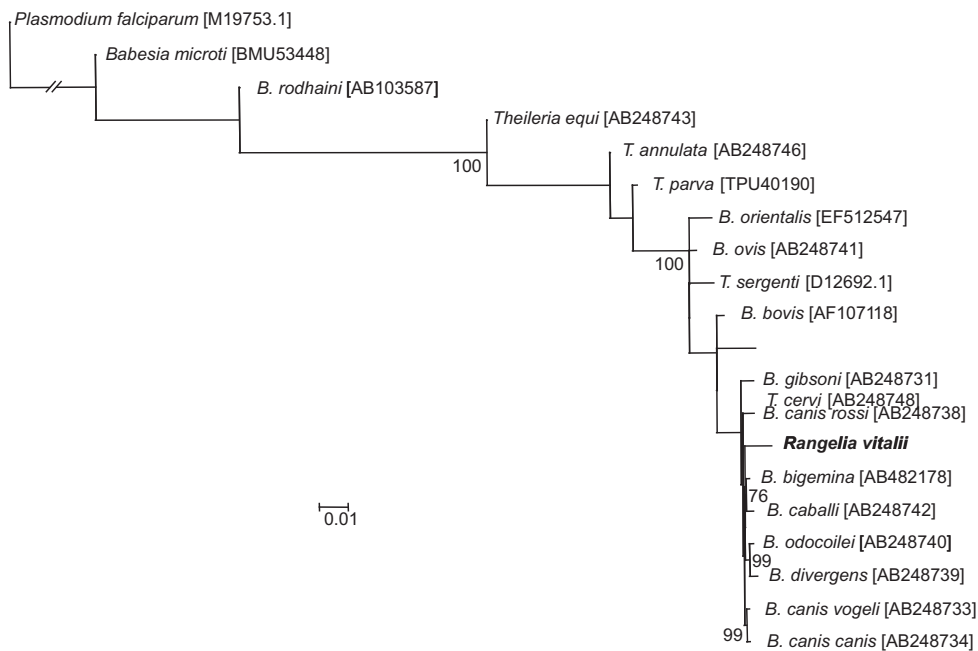 Plasmodium falciparum [M19753.1]
Babesia microti [BMU53448]
B. rodhaini [AB103587]
Theileria equi [AB248743]
100
T. annulata [AB248746]
T. parva [TPU40190]
B. orientalis [EF512547]
B. ovis [AB248741]
100
T. sergenti [D12692.1]
B. bovis [AF107118]
B. gibsoni [AB248731]
T. cervi [AB248748]
B. canis rossi [AB248738]
Rangelia vitalii
B. bigemina [AB482178]
76
B. caballi [AB248742]
0.01
B. odocoilei [AB248740]
99
B. divergens [AB248739]
B. canis vogeli [AB248733]
99
B. canis canis [AB248734]